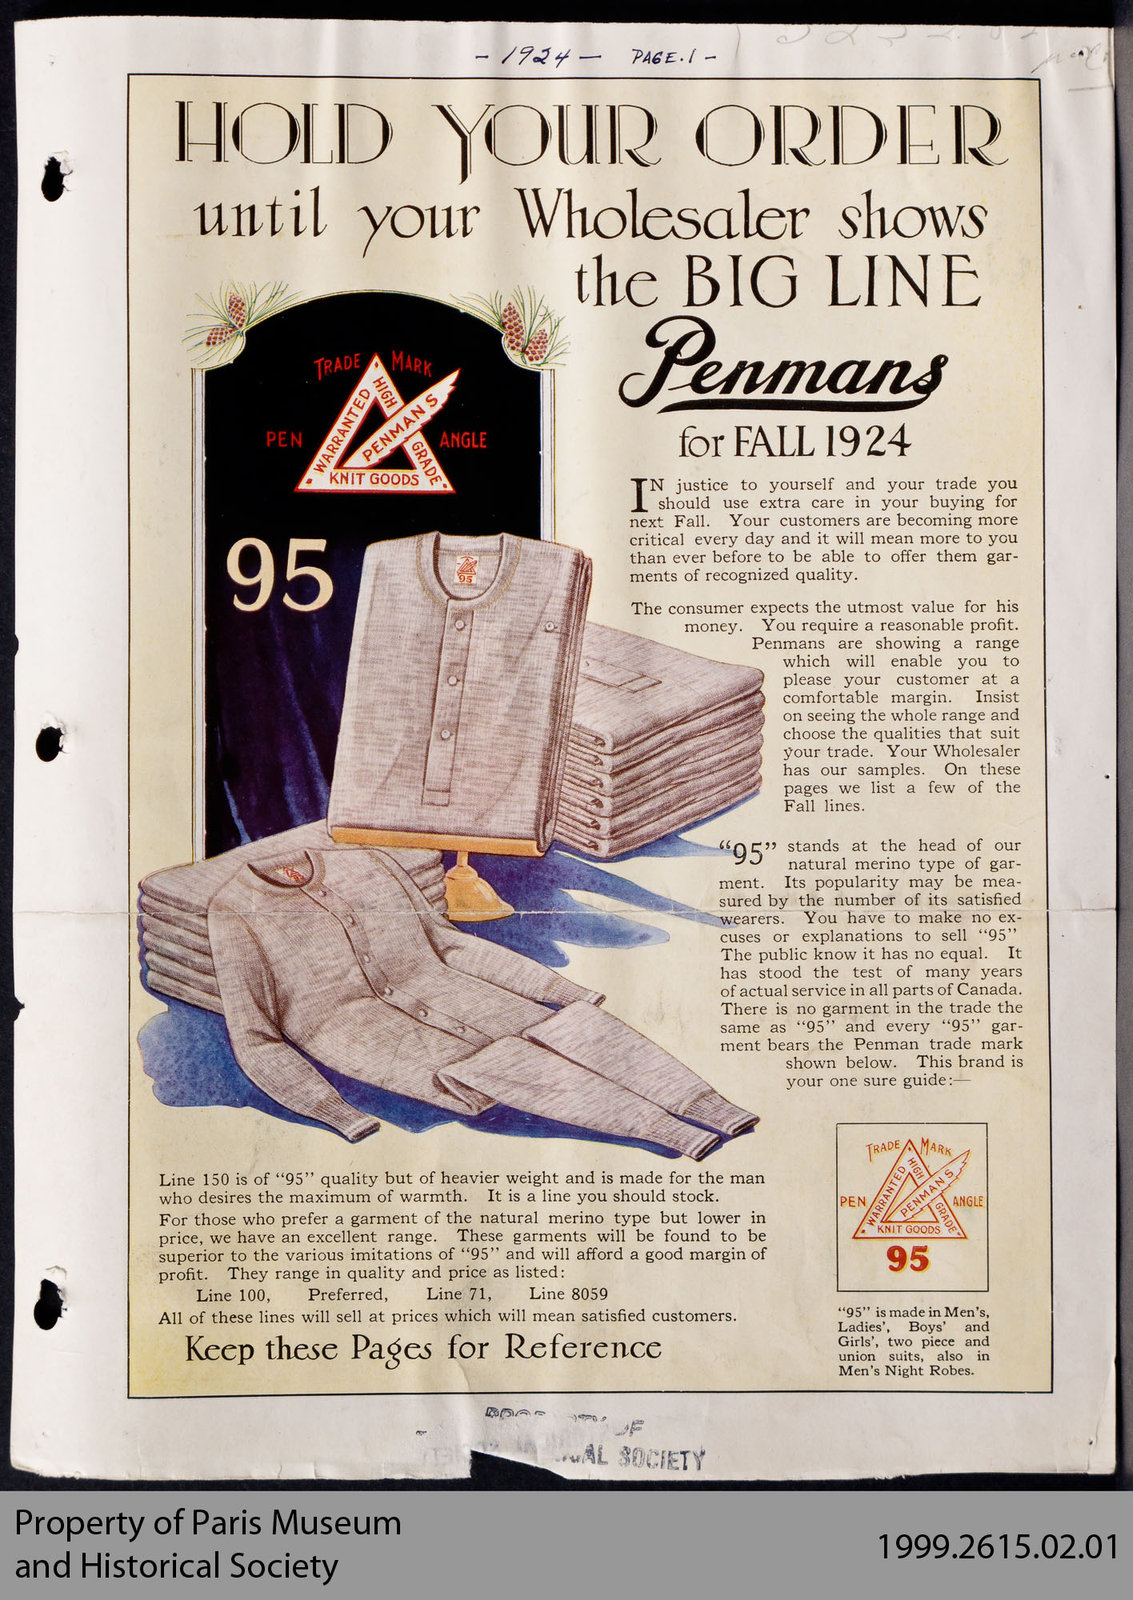 - 1924 - PAGE.1 -
HOLD YOUR ORDER
until your Wholesaler shows
the BIG LINE
Penmans
for FALL 1924
TRADE MARK
PEN ANGLE
WARRANTED
HIGH GRADE
PENMANS
KNIT GOODS
95
95
IN justice to yourself and your trade you
should use extra care in your buying for
next Fall. Your customers are becoming more
critical every day and it will mean more to you
than ever before to be able to offer them gar-
ments of recognized quality.
The consumer expects the utmost value for his
money. You require a reasonable profit.
Penmans are showing a range
which will enable you to
please your customer at a
comfortable margin. Insist
on seeing the whole range and
choose the qualities that suit
your trade. Your Wholesaler
has our samples. On these
pages we list a few of the
Fall lines.
"95" stands at the head of our
natural merino type of gar-
ment. Its popularity may be mea-
sured by the number of its satisfied
wearers. You have to make no ex-
cuses or explanations to sell "95"
The public know it has no equal. It
has stood the test of many years
of actual service in all parts of Canada.
There is no garment in the trade the
same as "95" and every "95" gar-
ment bears the Penman trade mark
shown below. This brand is
your one sure guide:—
TRADE MARK
PEN ANGLE
WARRANTED
HIGH GRADE
PENMANS
KNIT GOODS
95
"95" is made in Men's,
Ladies', Boys' and
Girls', two piece and
union suits, also in
Men's Night Robes.
Line 150 is of "95" quality but of heavier weight and is made for the man
who desires the maximum of warmth. It is a line you should stock.
For those who prefer a garment of the natural merino type but lower in
price, we have an excellent range. These garments will be found to be
superior to the various imitations of "95" and will afford a good margin of
profit. They range in quality and price as listed:
Line 100, Preferred, Line 71, Line 8059
All of these lines will sell at prices which will mean satisfied customers.
Keep these Pages for Reference
OF
SOCIETY
Property of Paris Museum
and Historical Society
1999.2615.02.01